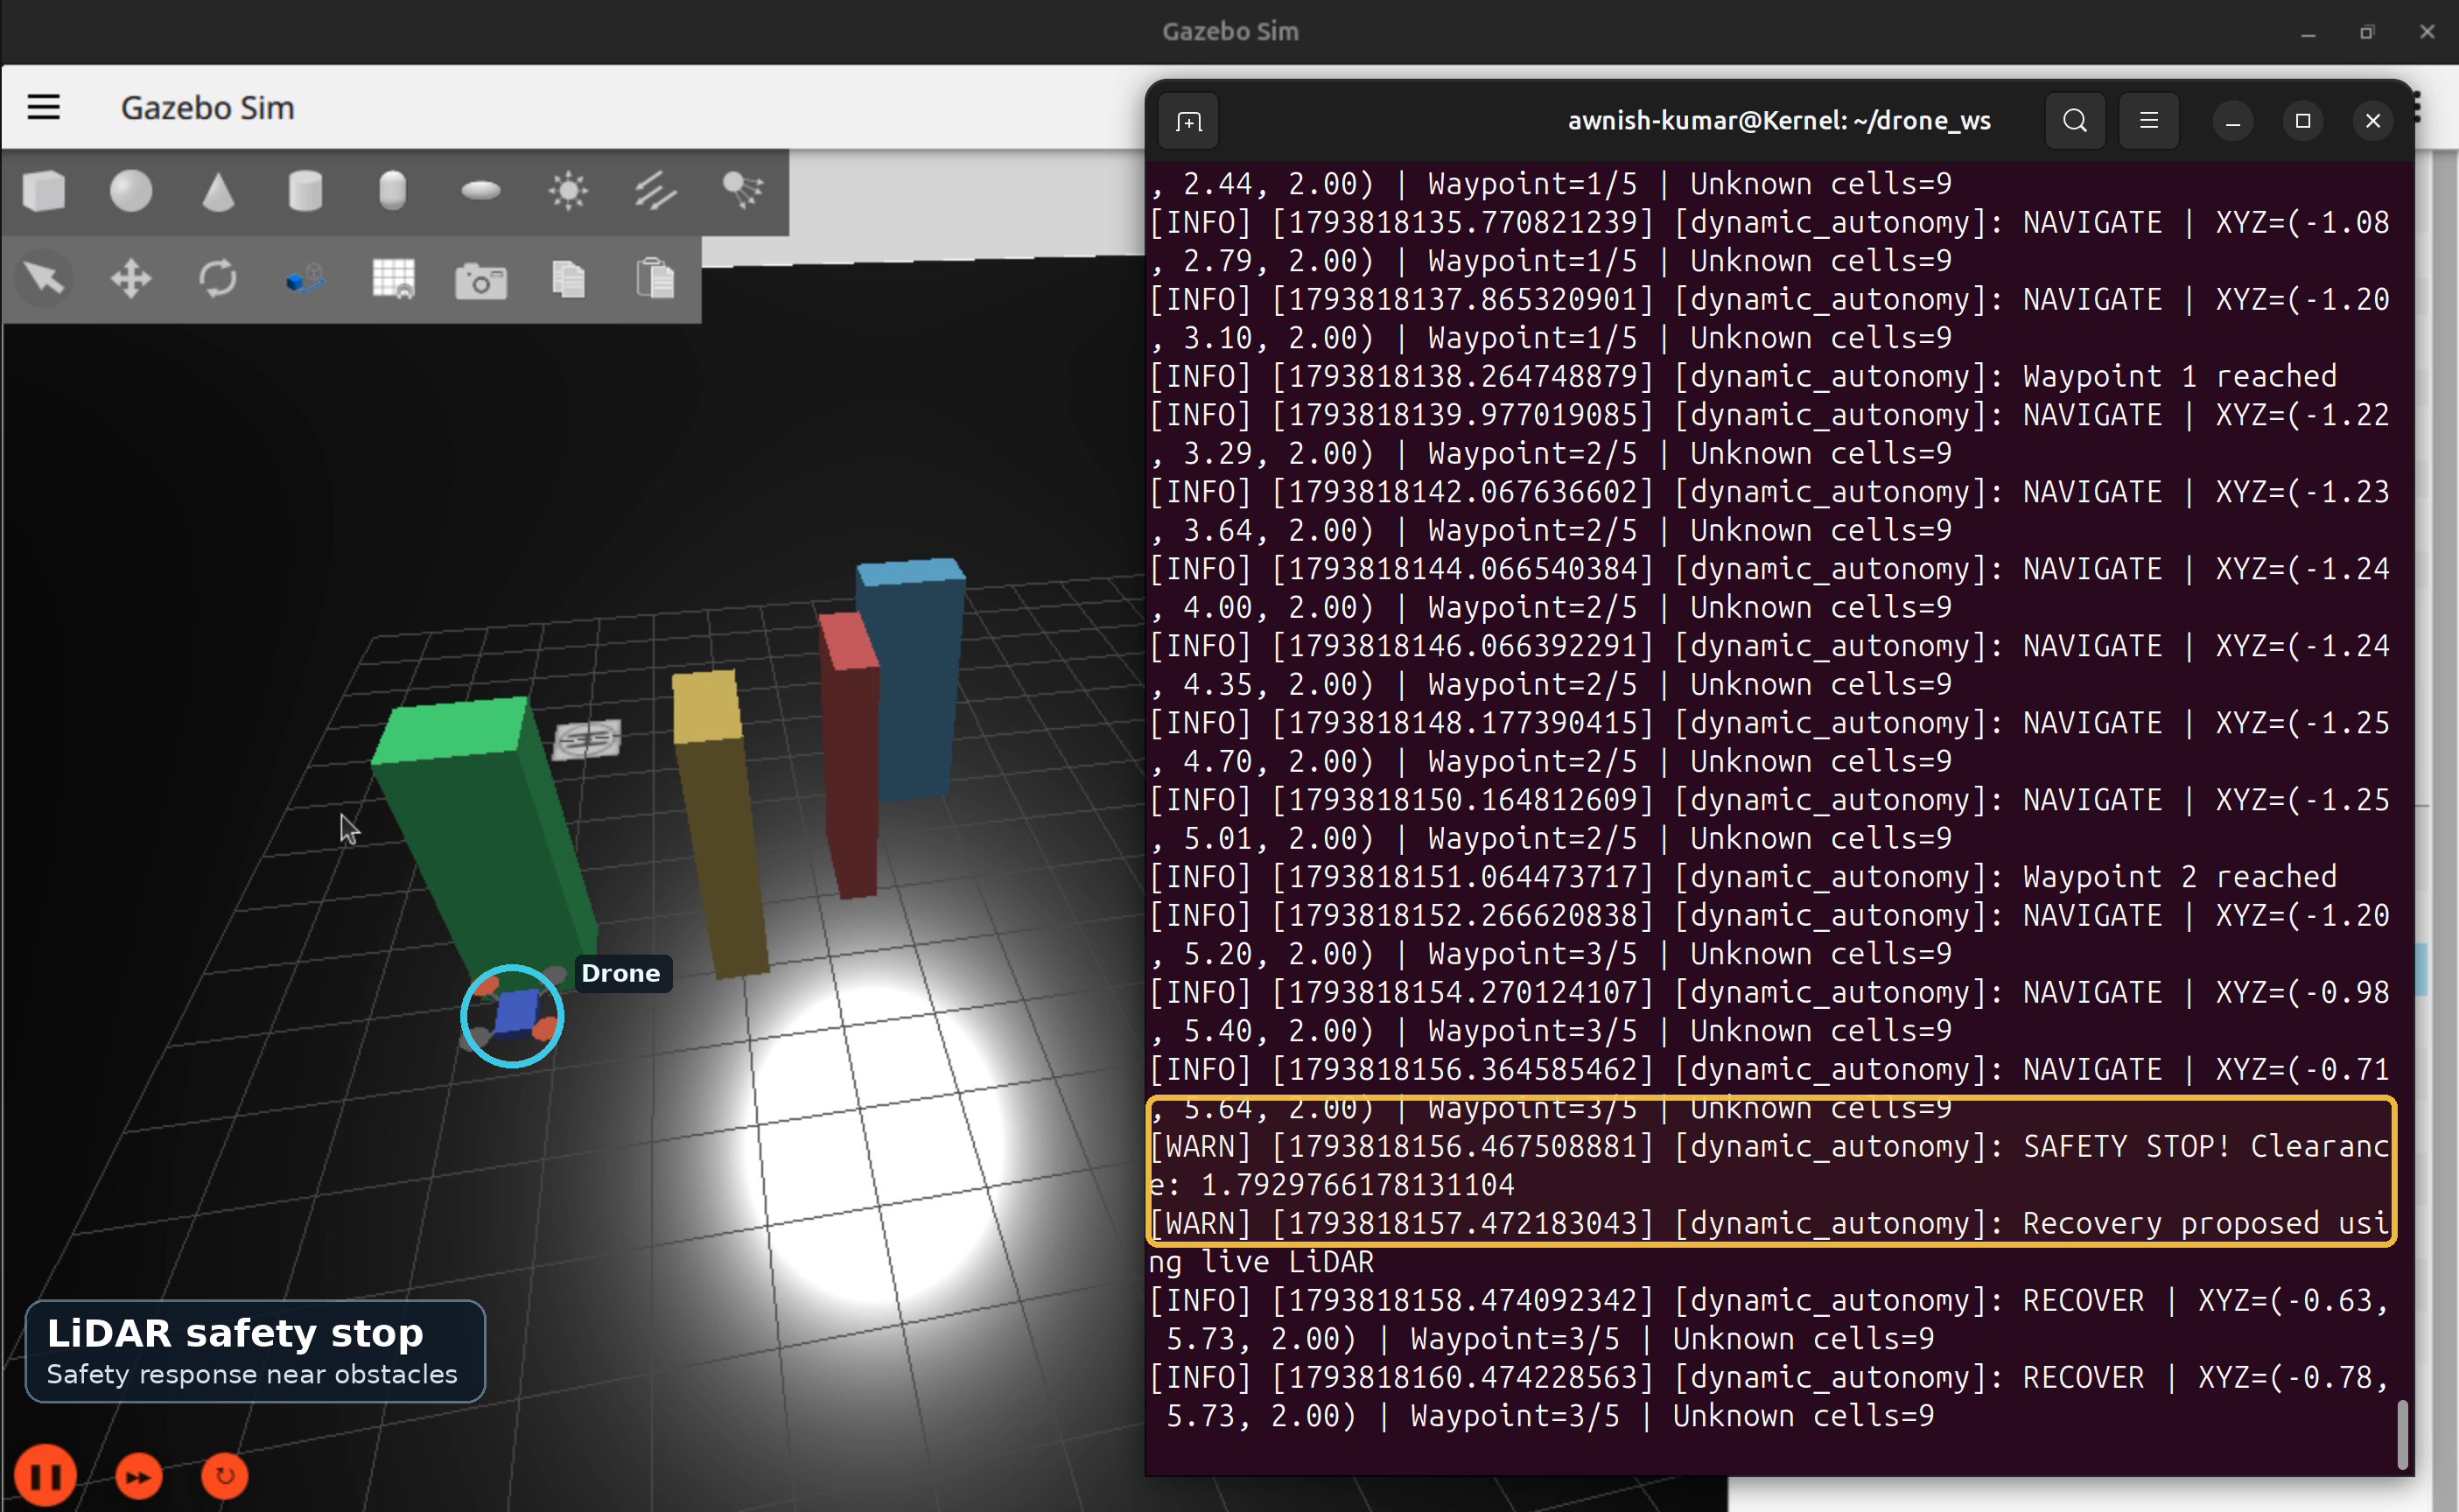 Gazebo Sim
Gazebo Sim
awnish-kumar@Kernel: ~/drone_ws
, 2.44, 2.00) | Waypoint=1/5 | Unknown cells=9
[INFO] [1793818135.770821239] [dynamic_autonomy]: NAVIGATE | XYZ=(-1.08
, 2.79, 2.00) | Waypoint=1/5 | Unknown cells=9
[INFO] [1793818137.865320901] [dynamic_autonomy]: NAVIGATE | XYZ=(-1.20
, 3.10, 2.00) | Waypoint=1/5 | Unknown cells=9
[INFO] [1793818138.264748879] [dynamic_autonomy]: Waypoint 1 reached
[INFO] [1793818139.977019085] [dynamic_autonomy]: NAVIGATE | XYZ=(-1.22
, 3.29, 2.00) | Waypoint=2/5 | Unknown cells=9
[INFO] [1793818142.067636602] [dynamic_autonomy]: NAVIGATE | XYZ=(-1.23
, 3.64, 2.00) | Waypoint=2/5 | Unknown cells=9
[INFO] [1793818144.066540384] [dynamic_autonomy]: NAVIGATE | XYZ=(-1.24
, 4.00, 2.00) | Waypoint=2/5 | Unknown cells=9
[INFO] [1793818146.066392291] [dynamic_autonomy]: NAVIGATE | XYZ=(-1.24
, 4.35, 2.00) | Waypoint=2/5 | Unknown cells=9
[INFO] [1793818148.177390415] [dynamic_autonomy]: NAVIGATE | XYZ=(-1.25
, 4.70, 2.00) | Waypoint=2/5 | Unknown cells=9
[INFO] [1793818150.164812609] [dynamic_autonomy]: NAVIGATE | XYZ=(-1.25
, 5.01, 2.00) | Waypoint=2/5 | Unknown cells=9
[INFO] [1793818151.064473717] [dynamic_autonomy]: Waypoint 2 reached
[INFO] [1793818152.266620838] [dynamic_autonomy]: NAVIGATE | XYZ=(-1.20
, 5.20, 2.00) | Waypoint=3/5 | Unknown cells=9
[INFO] [1793818154.270124107] [dynamic_autonomy]: NAVIGATE | XYZ=(-0.98
, 5.40, 2.00) | Waypoint=3/5 | Unknown cells=9
[INFO] [1793818156.364585462] [dynamic_autonomy]: NAVIGATE | XYZ=(-0.71
, 5.64, 2.00) | Waypoint=3/5 | Unknown cells=9
[WARN] [1793818156.467508881] [dynamic_autonomy]: SAFETY STOP! Clearanc
e: 1.7929766178131104
[WARN] [1793818157.472183043] [dynamic_autonomy]: Recovery proposed usi
ng live LiDAR
[INFO] [1793818158.474092342] [dynamic_autonomy]: RECOVER | XYZ=(-0.63,
5.73, 2.00) | Waypoint=3/5 | Unknown cells=9
[INFO] [1793818160.474228563] [dynamic_autonomy]: RECOVER | XYZ=(-0.78,
5.73, 2.00) | Waypoint=3/5 | Unknown cells=9
Drone
LiDAR safety stop
Safety response near obstacles